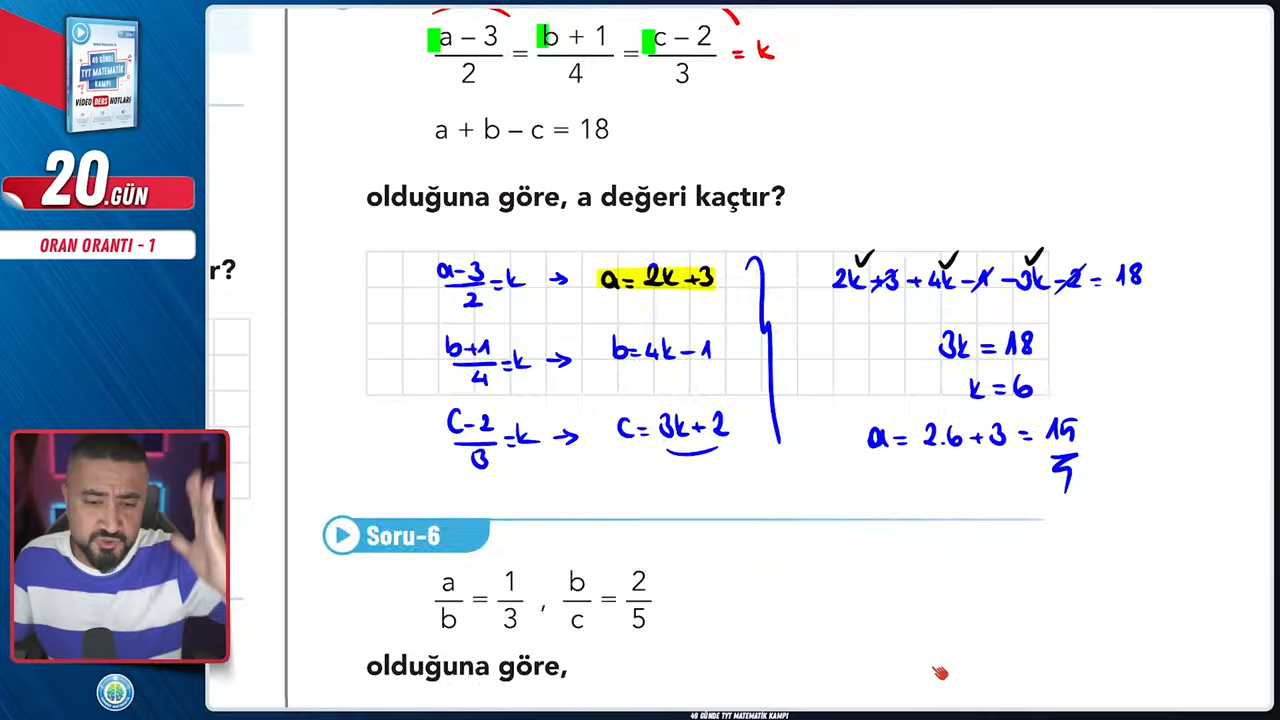 49 GÜNDE
TYT MATEMATİK
KAMPI
VİDEO DERS NOTLARI
20.GÜN
ORAN ORANTI - 1
r?
a – 3 / 2 = b + 1 / 4 = c – 2 / 3 = k
a + b – c = 18
olduğuna göre, a değeri kaçtır?
a-3 / 2 = k → a = 2k + 3
b+1 / 4 = k → b = 4k - 1
c-2 / 3 = k → c = 3k + 2
2k + 3 + 4k - 1 - 3k - 2 = 18
3k = 18
k = 6
a = 2.6 + 3 = 15
Soru-6
a / b = 1 / 3 , b / c = 2 / 5
olduğuna göre,
49 GÜNDE TYT MATEMATİK KAMPI